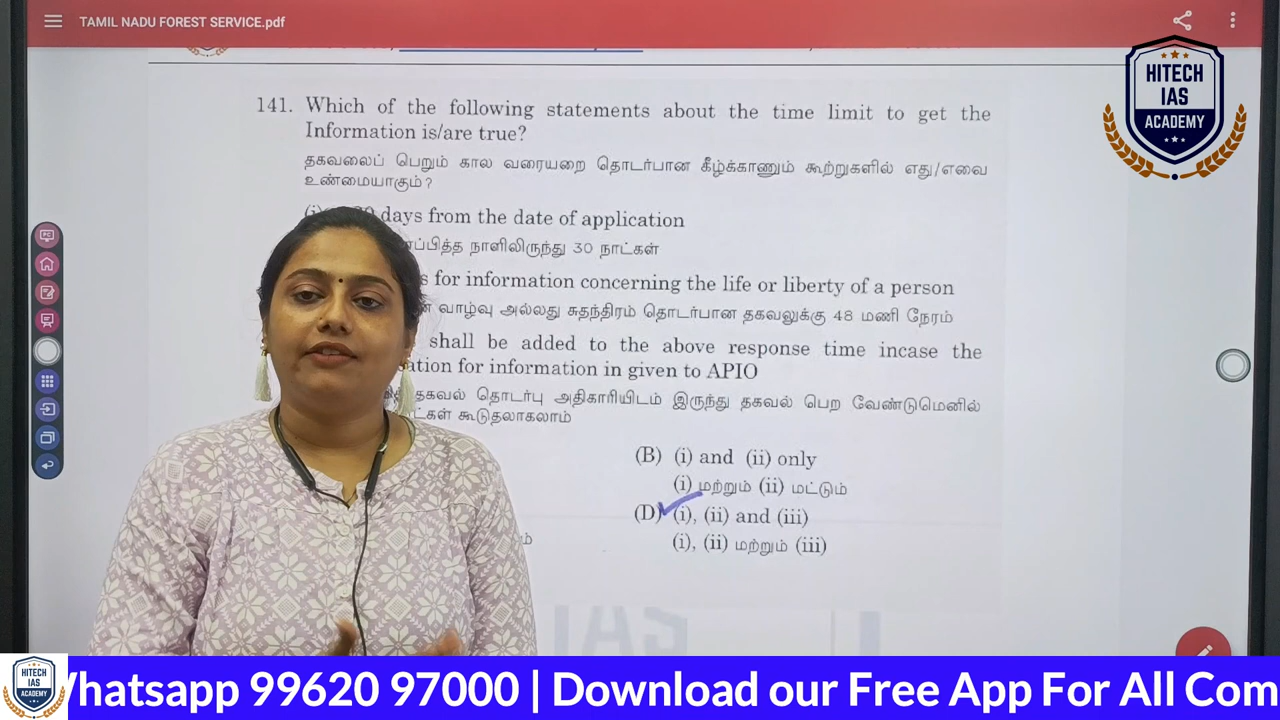 TAMIL NADU FOREST SERVICE.pdf
HITECH
IAS
ACADEMY
141. Which of the following statements about the time limit to get the
Information is/are true?
தகவலைப் பெறும் கால வரையறை தொடர்பான கீழ்க்காணும் கூற்றுகளில் எது/எவை
உண்மையாகும்?
days from the date of application
நாளிலிருந்து 30 நாட்கள்
for information concerning the life or liberty of a person
வாழ்வு அல்லது சுதந்திரம் தொடர்பான தகவலுக்கு 48 மணி நேரம்
shall be added to the above response time incase the
for information in given to APIO
தகவல் தொடர்பு அதிகாரியிடம் இருந்து தகவல் பெற வேண்டுமெனில்
கூடுதலாகலாம்
(B) (i) and (ii) only
(i) மற்றும் (ii) மட்டும்
(D) (i), (ii) and (iii)
(i), (ii) மற்றும் (iii)
HITECH
IAS
ACADEMY
Whatsapp 99620 97000 | Download our Free App For All Com